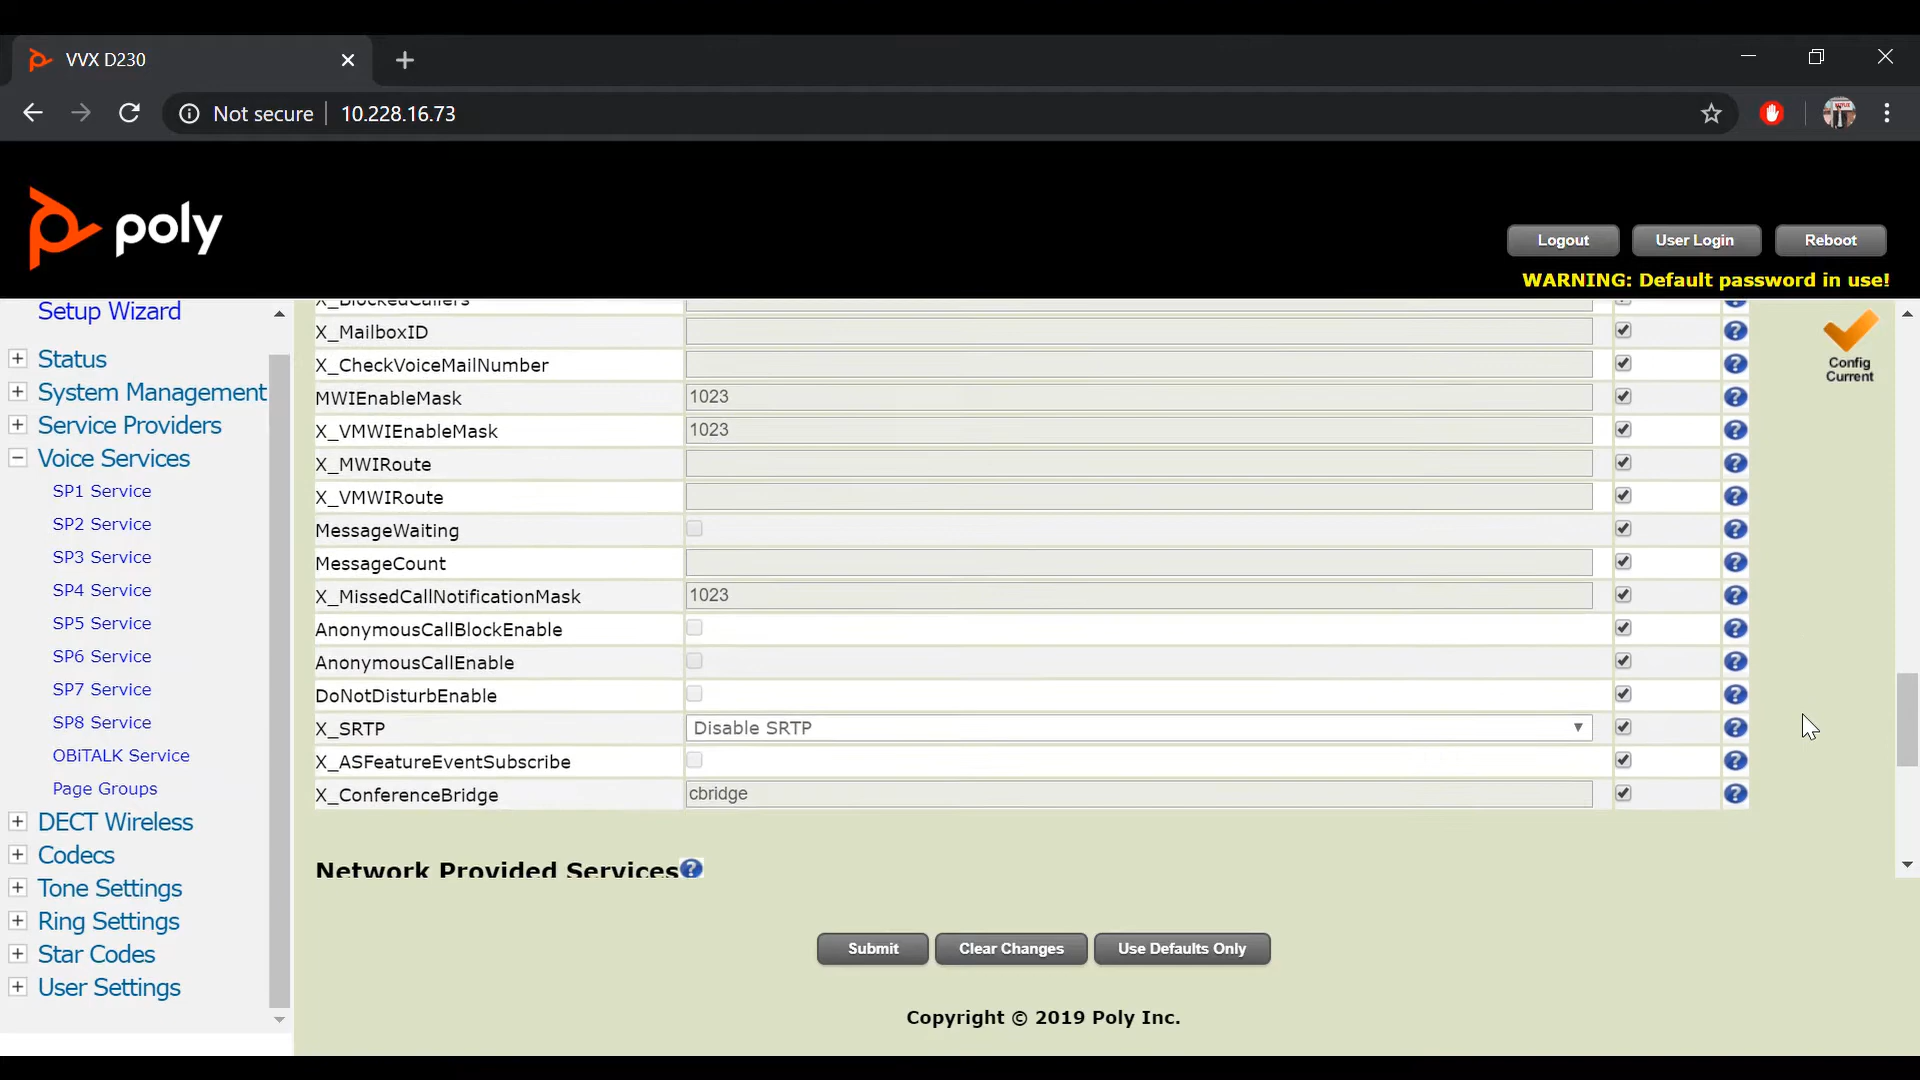 VVX D230
Not secure
10.228.16.73
poly
Logout
User Login
Reboot
WARNING: Default password in use!
Setup Wizard
Status
System Management
Service Providers
Voice Services
SP1 Service
SP2 Service
SP3 Service
SP4 Service
SP5 Service
SP6 Service
SP7 Service
SP8 Service
OBiTALK Service
Page Groups
DECT Wireless
Codecs
Tone Settings
Ring Settings
Star Codes
User Settings
X_BlockedCallers
X_MailboxID
X_CheckVoiceMailNumber
MWIEnableMask 1023
X_VMWIEnableMask 1023
X_MWIRoute
X_VMWIRoute
MessageWaiting
MessageCount
X_MissedCallNotificationMask 1023
AnonymousCallBlockEnable
AnonymousCallEnable
DoNotDisturbEnable
X_SRTP Disable SRTP
X_ASFeatureEventSubscribe
X_ConferenceBridge cbridge
Network Provided Services
Config
Current
Submit
Clear Changes
Use Defaults Only
Copyright © 2019 Poly Inc.